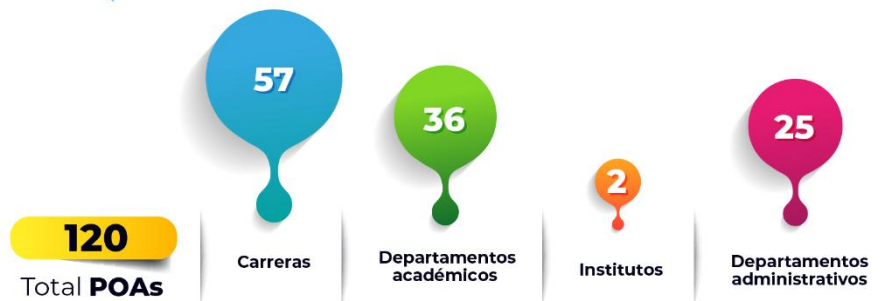 57
36
2
25
120
Total POAs
Carreras
Departamentos
académicos
Institutos
Departamentos
administrativos